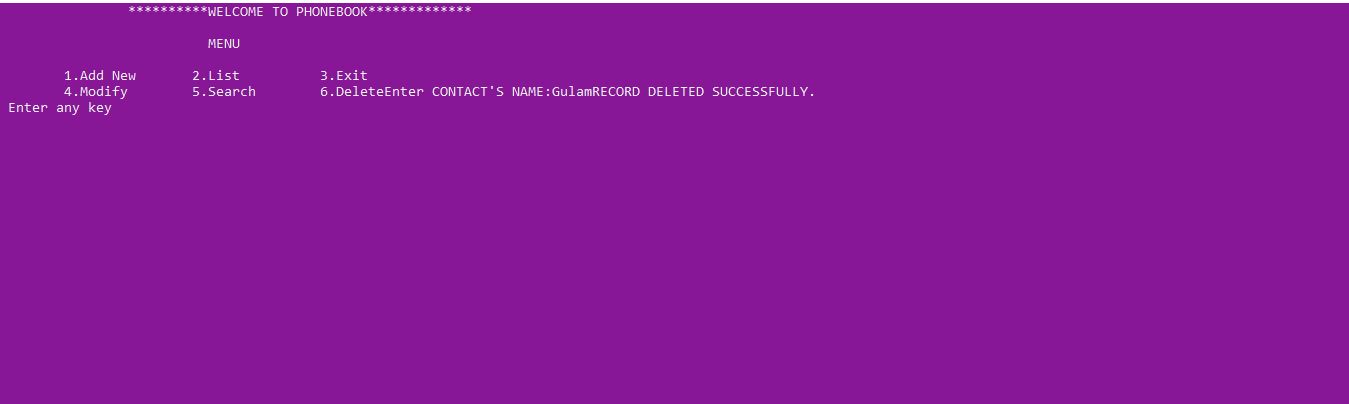 **********WELCOME TO PHONEBOOK*************
MENU
1.Add New 2.List 3.Exit
4.Modify 5.Search 6.DeleteEnter CONTACT'S NAME:GulamRECORD DELETED SUCCESSFULLY.
Enter any key